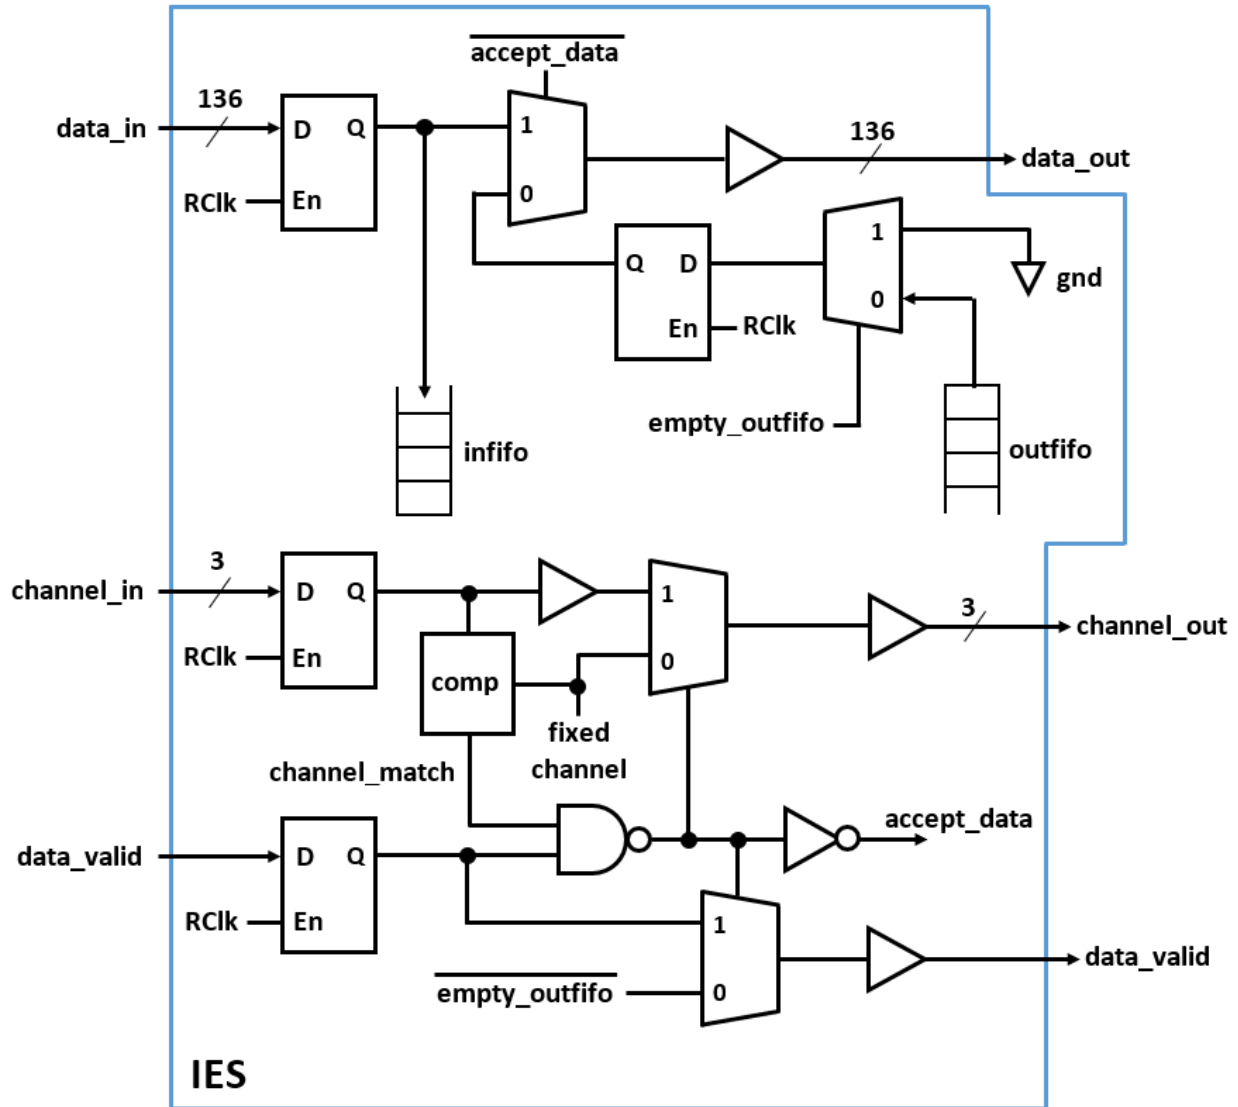 accept_data
136
data_in
D Q
1
136
data_out
RClk
En
0
Q D
1
gnd
0
En
RClk
empty_outfifo
infifo
outfifo
3
channel_in
D Q
1
3
channel_out
RClk
En
0
comp
fixed
channel
channel_match
accept_data
data_valid
D Q
RClk
En
1
data_valid
empty_outfifo
0
IES